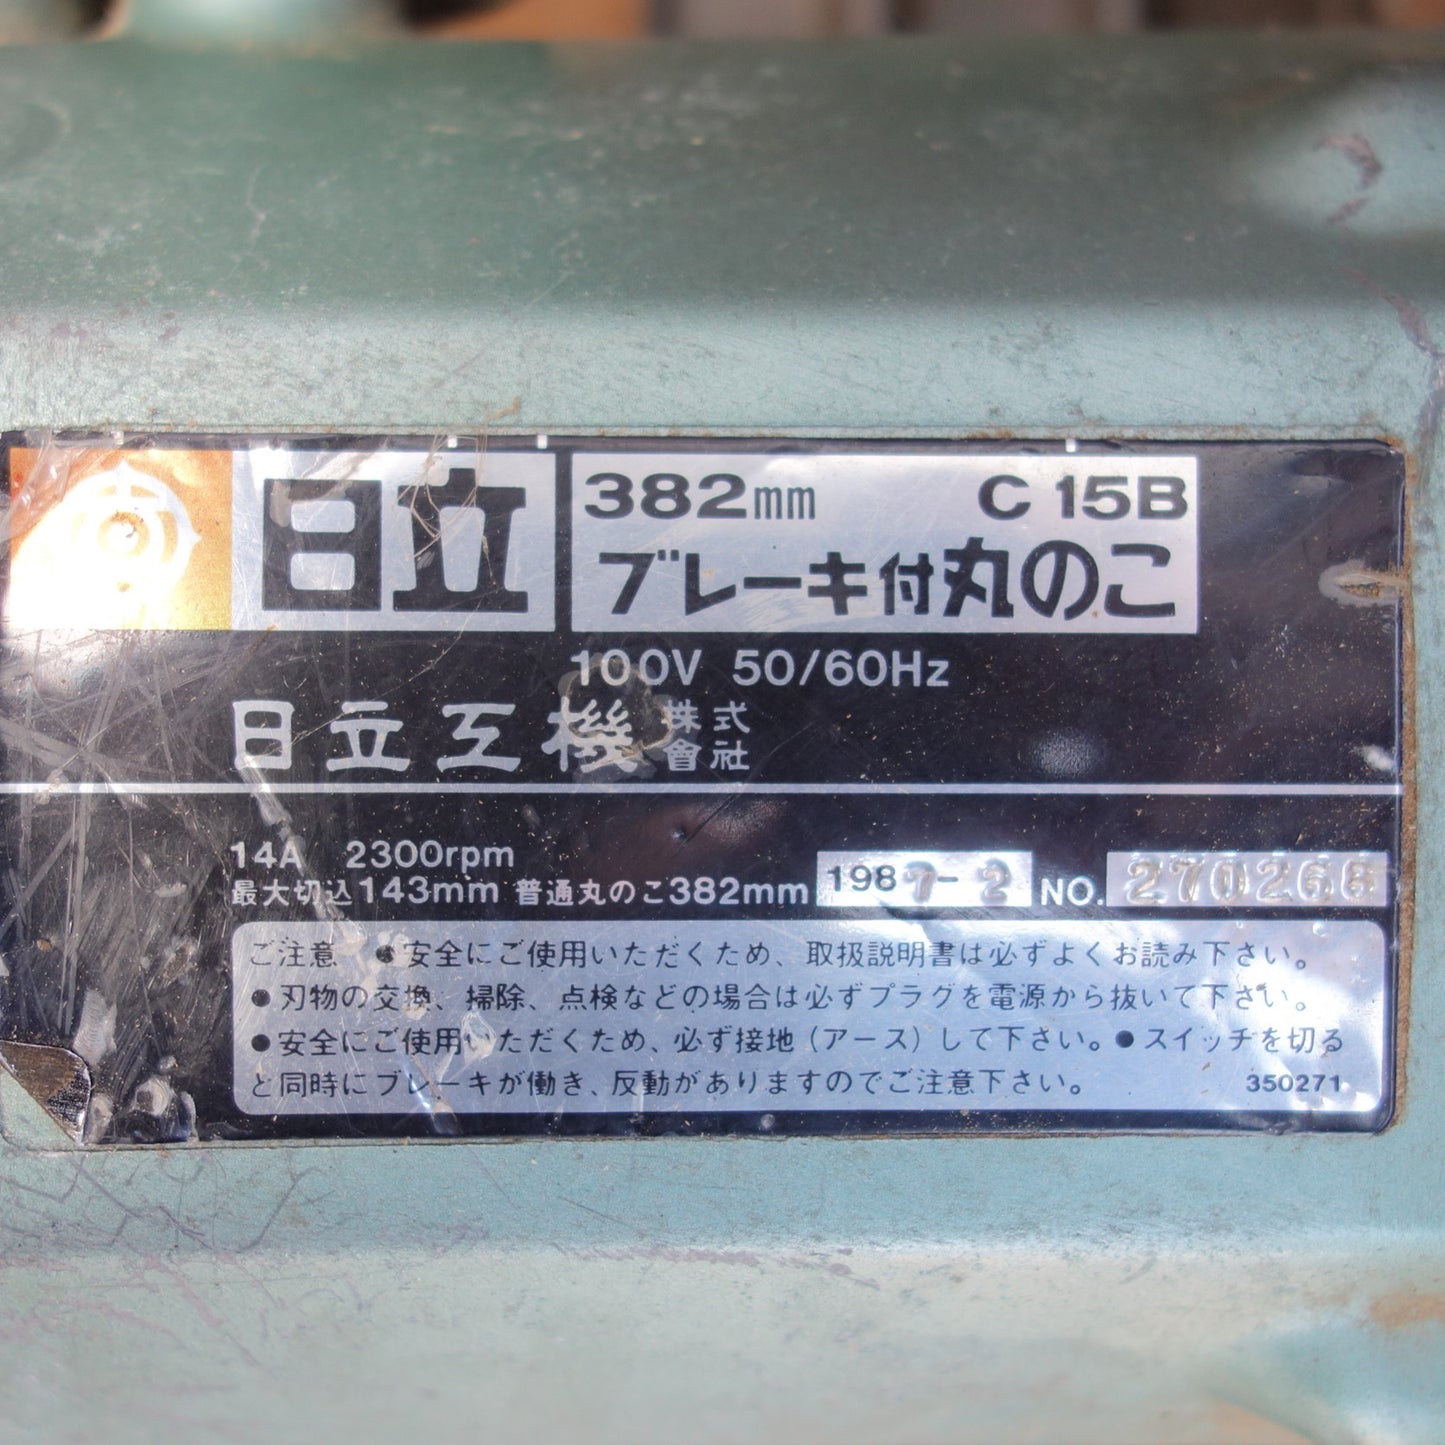 日立
382mm C15B
ブレーキ付丸のこ
100V 50/60Hz
日立工機株式會社
14A 2300rpm
最大切込143mm 普通丸のこ382mm 1987-2 NO. 270268
ご注意 ●安全にご使用いただくため、取扱説明書は必ずよくお読み下さい。
●刃物の交換、掃除、点検などの場合は必ずプラグを電源から抜いて下さい。
●安全にご使用いただくため、必ず接地(アース)して下さい。●スイッチを切る
と同時にブレーキが働き、反動がありますのでご注意下さい。 350271